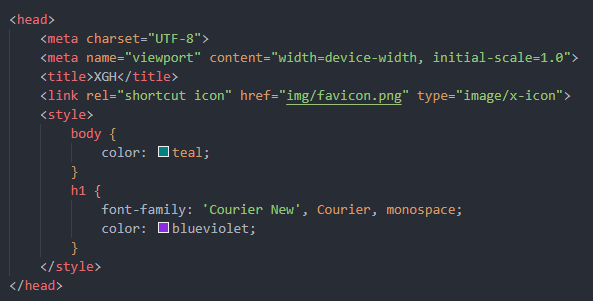 <head>
<meta charset="UTF-8">
<meta name="viewport" content="width=device-width, initial-scale=1.0">
<title>XGH</title>
<link rel="shortcut icon" href="img/favicon.png" type="image/x-icon">
<style>
body {
color: teal;
}
h1 {
font-family: 'Courier New', Courier, monospace;
color: blueviolet;
}
</style>
</head>